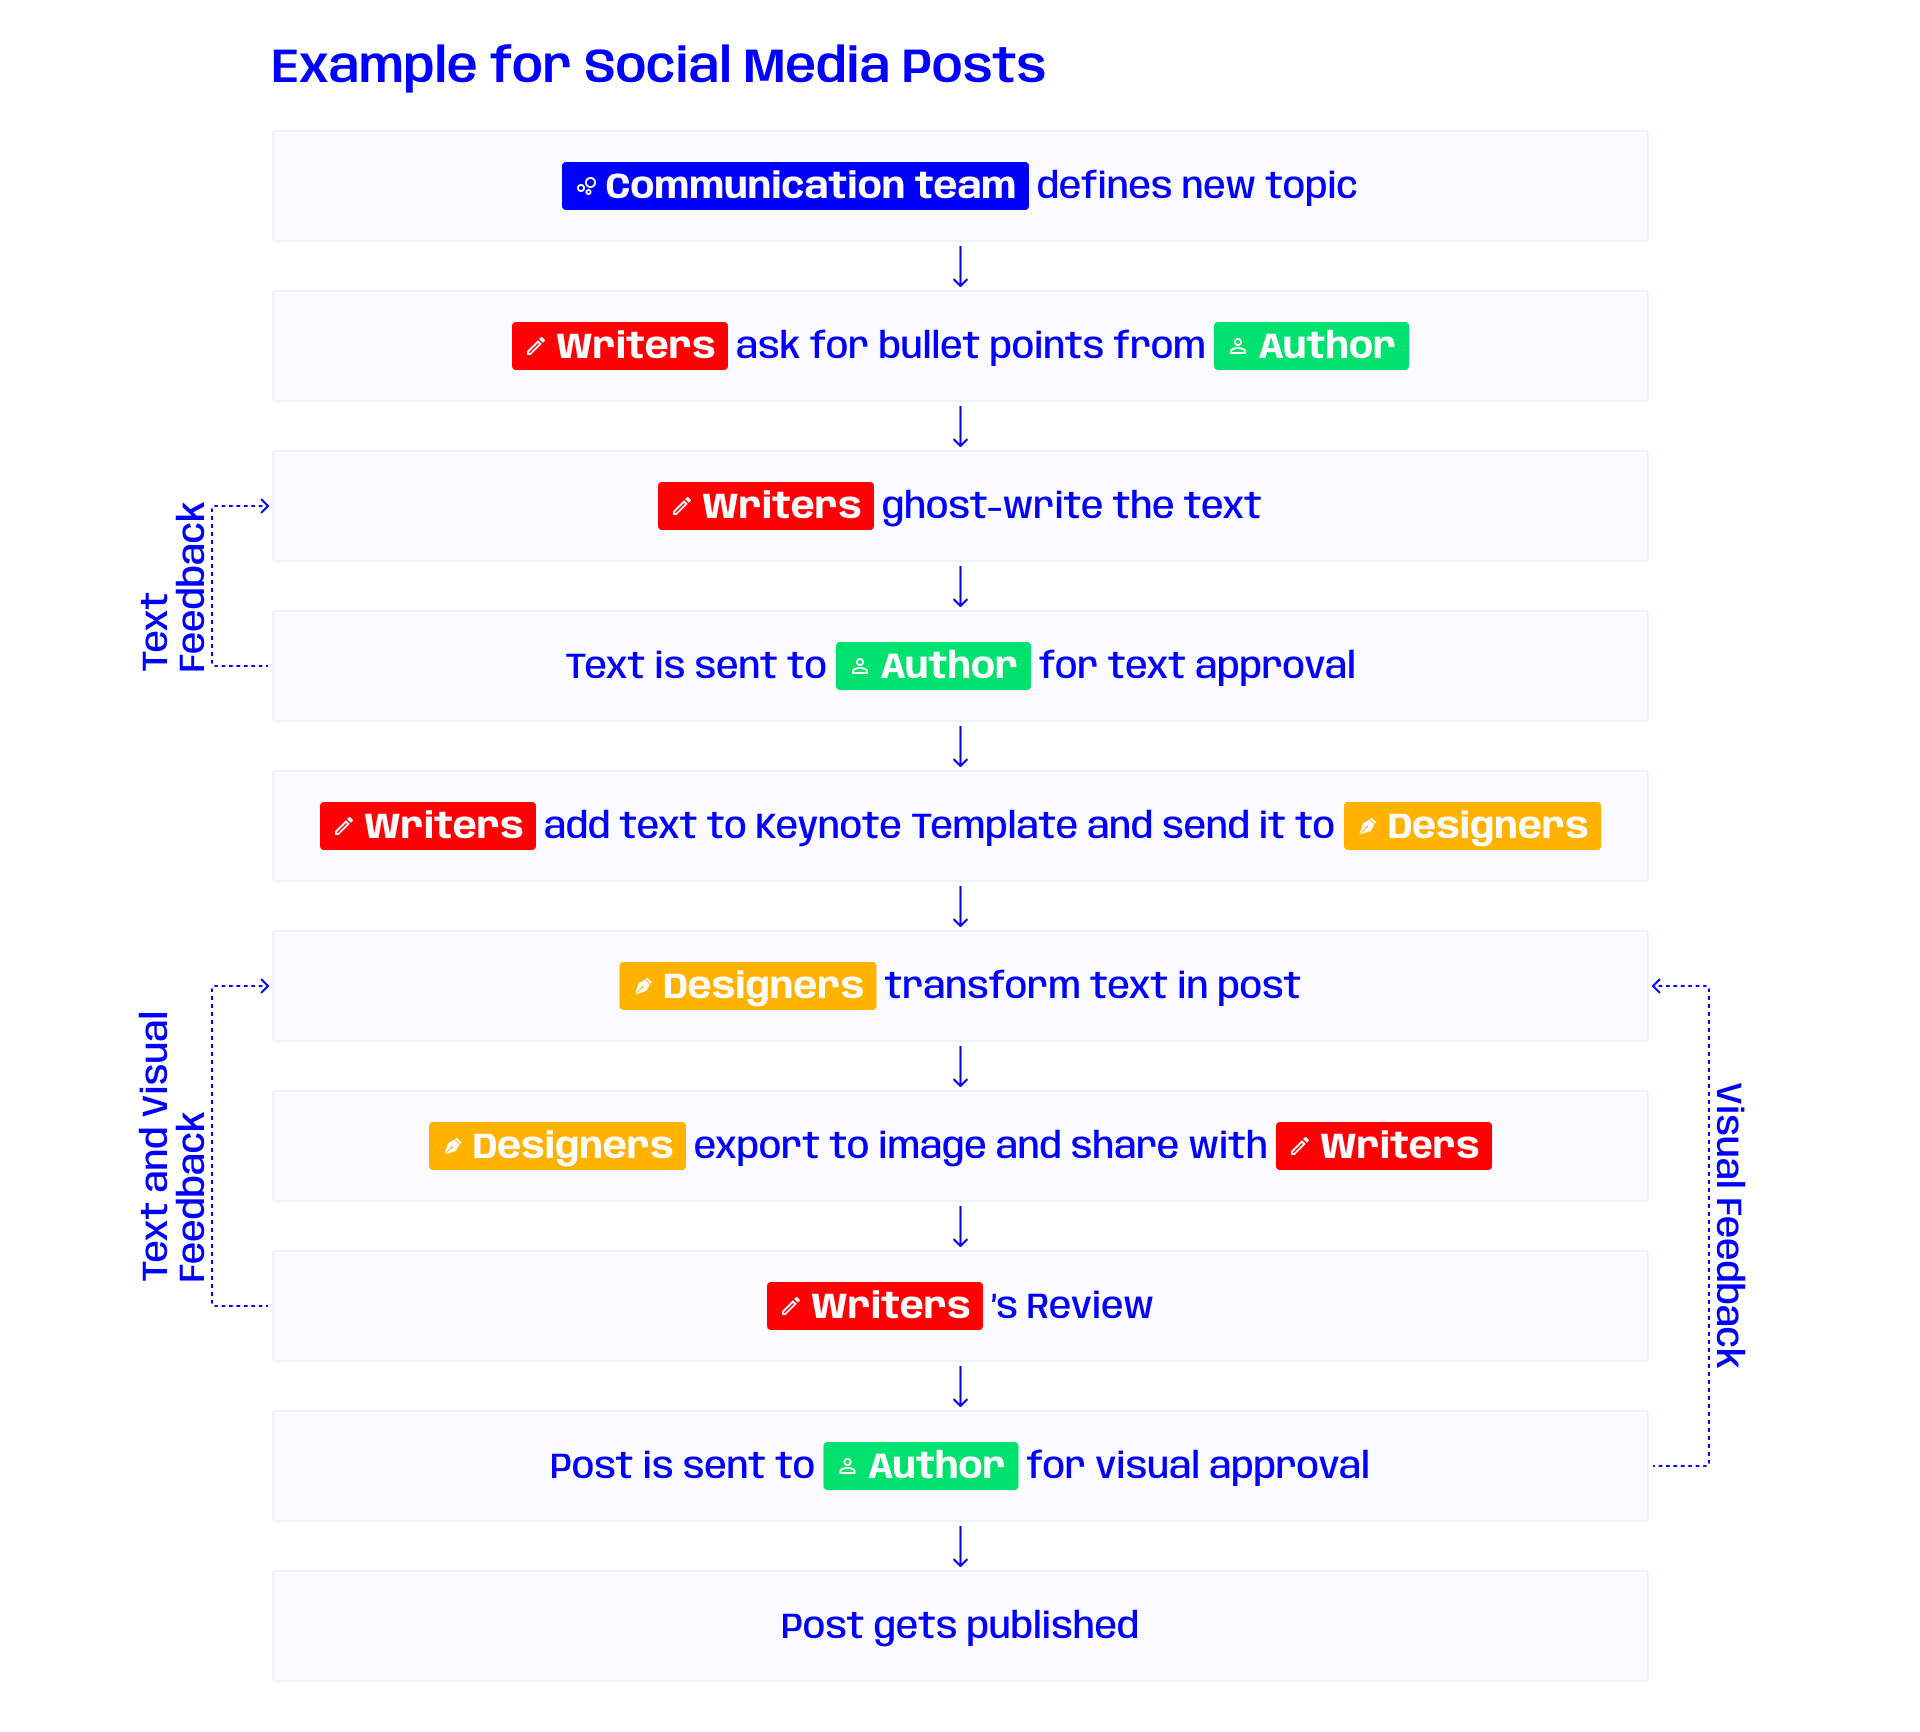 Example for Social Media Posts
Communication team defines new topic
Writers ask for bullet points from Author
Writers ghost-write the text
Text
Feedback
Text is sent to Author for text approval
Writers add text to Keynote Template and send it to Designers
Designers transform text in post
Text and Visual
Feedback
Visual Feedback
Designers export to image and share with Writers
Writers 's Review
Post is sent to Author for visual approval
Post gets published